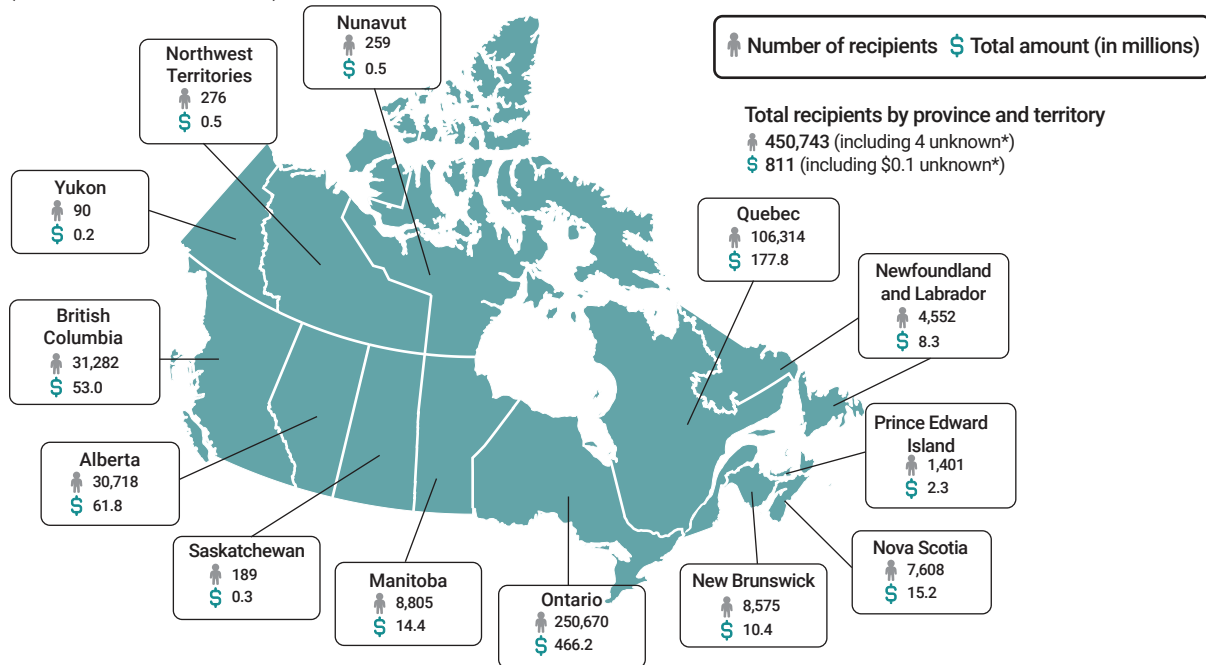 Number of recipients $ Total amount (in millions)
Total recipients by province and territory
450,743 (including 4 unknown*)
$ 811 (including $0.1 unknown*)
Nunavut
259
$ 0.5
Northwest
Territories
276
$ 0.5
Yukon
90
$ 0.2
British
Columbia
31,282
$ 53.0
Alberta
30,718
$ 61.8
Saskatchewan
189
$ 0.3
Manitoba
8,805
$ 14.4
Ontario
250,670
$ 466.2
Quebec
106,314
$ 177.8
Newfoundland
and Labrador
4,552
$ 8.3
Prince Edward
Island
1,401
$ 2.3
Nova Scotia
7,608
$ 15.2
New Brunswick
8,575
$ 10.4